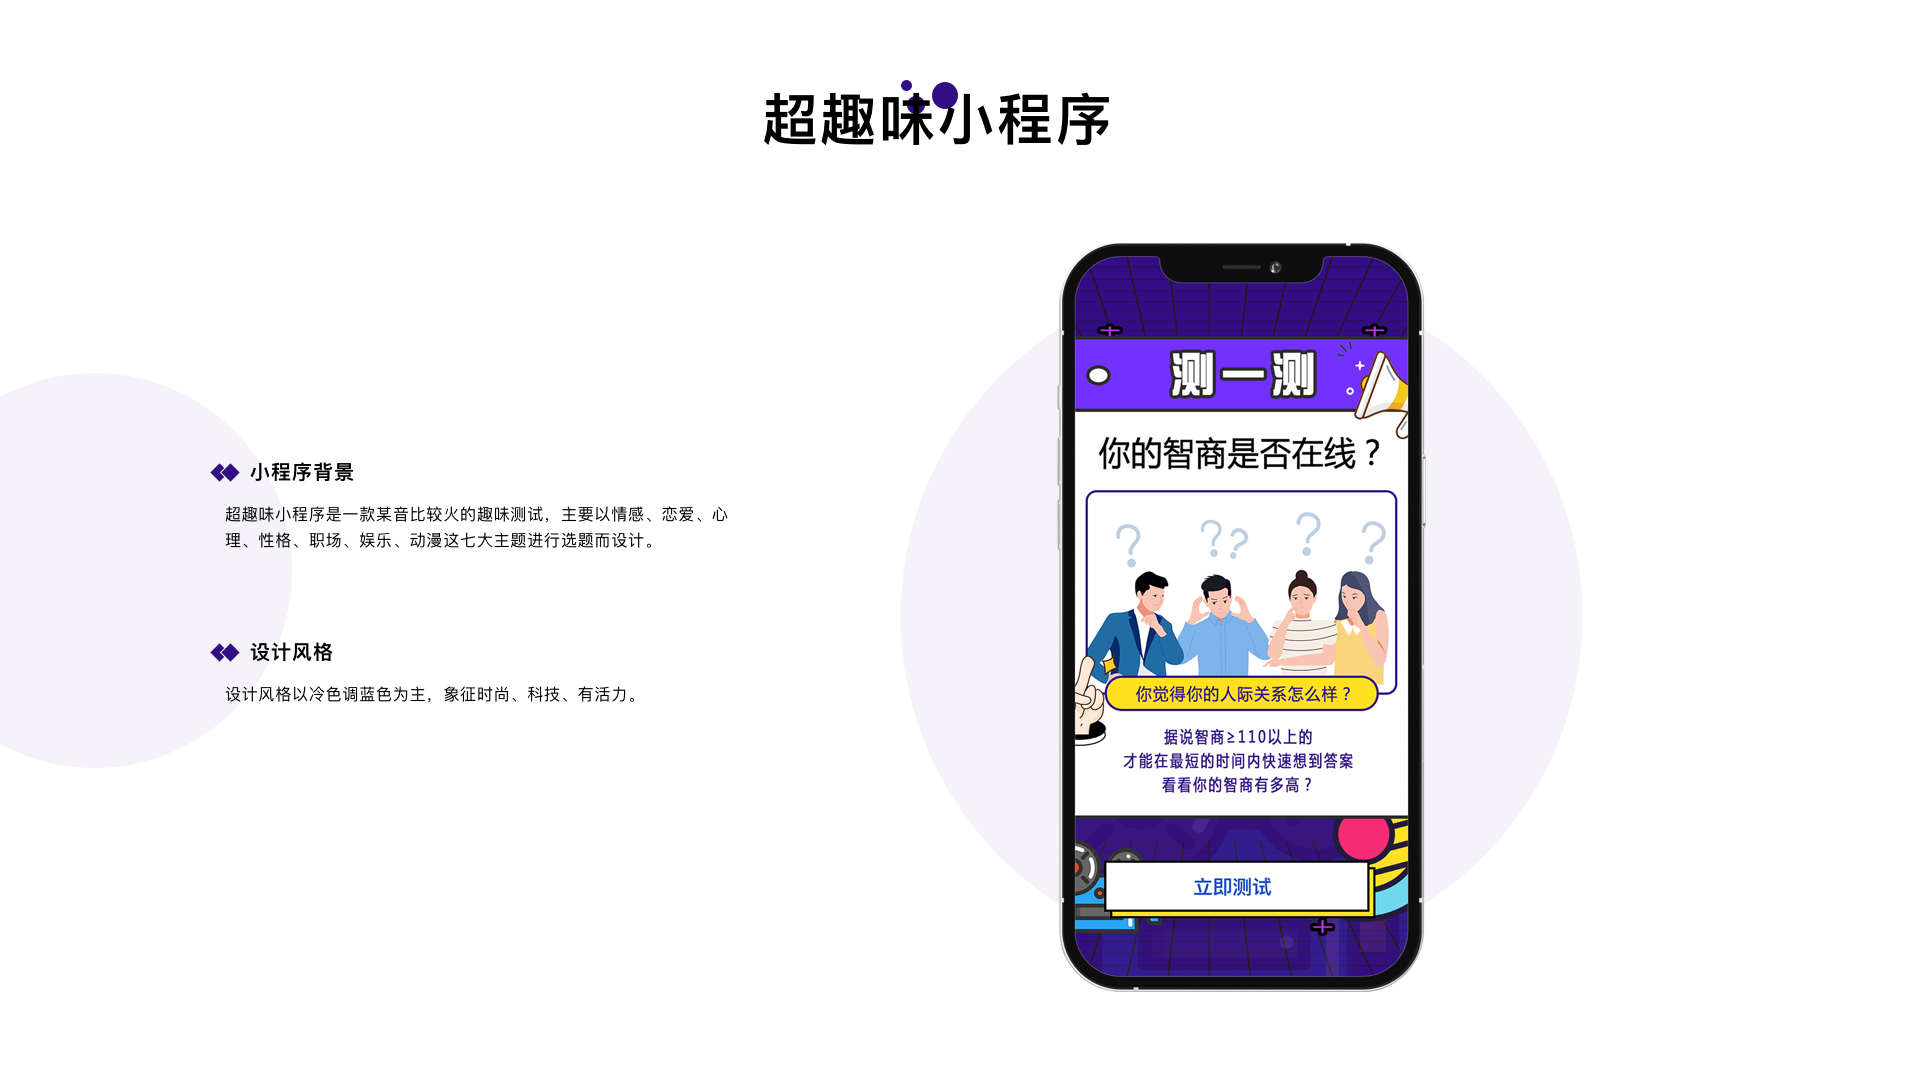 超趣味小程序
小程序背景
超趣味小程序是一款某音比较火的趣味测试，主要以情感、恋爱、心
理、性格、职场、娱乐、动漫这七大主题进行选题而设计。
设计风格
设计风格以冷色调蓝色为主，象征时尚、科技、有活力。
测一测
你的智商是否在线？
你觉得你的人际关系怎么样？
据说智商≥110以上的
才能在最短的时间内快速想到答案
看看你的智商有多高？
立即测试